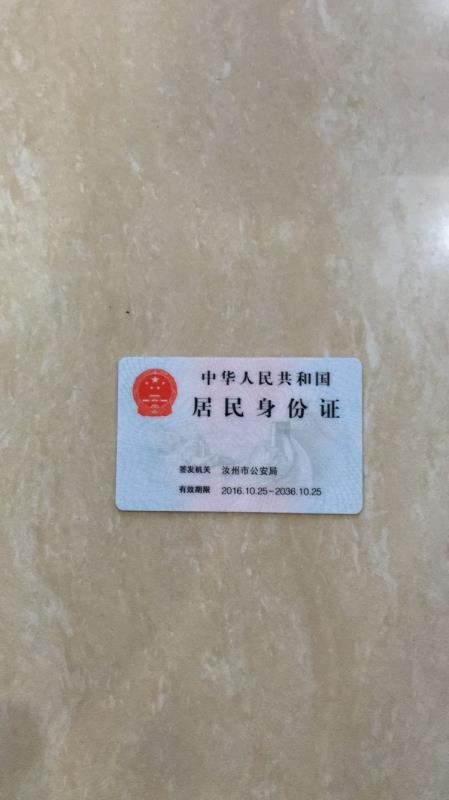 中华人民共和国
居民身份证
签发机关 汝州市公安局
有效期限 2016.10.25-2036.10.25